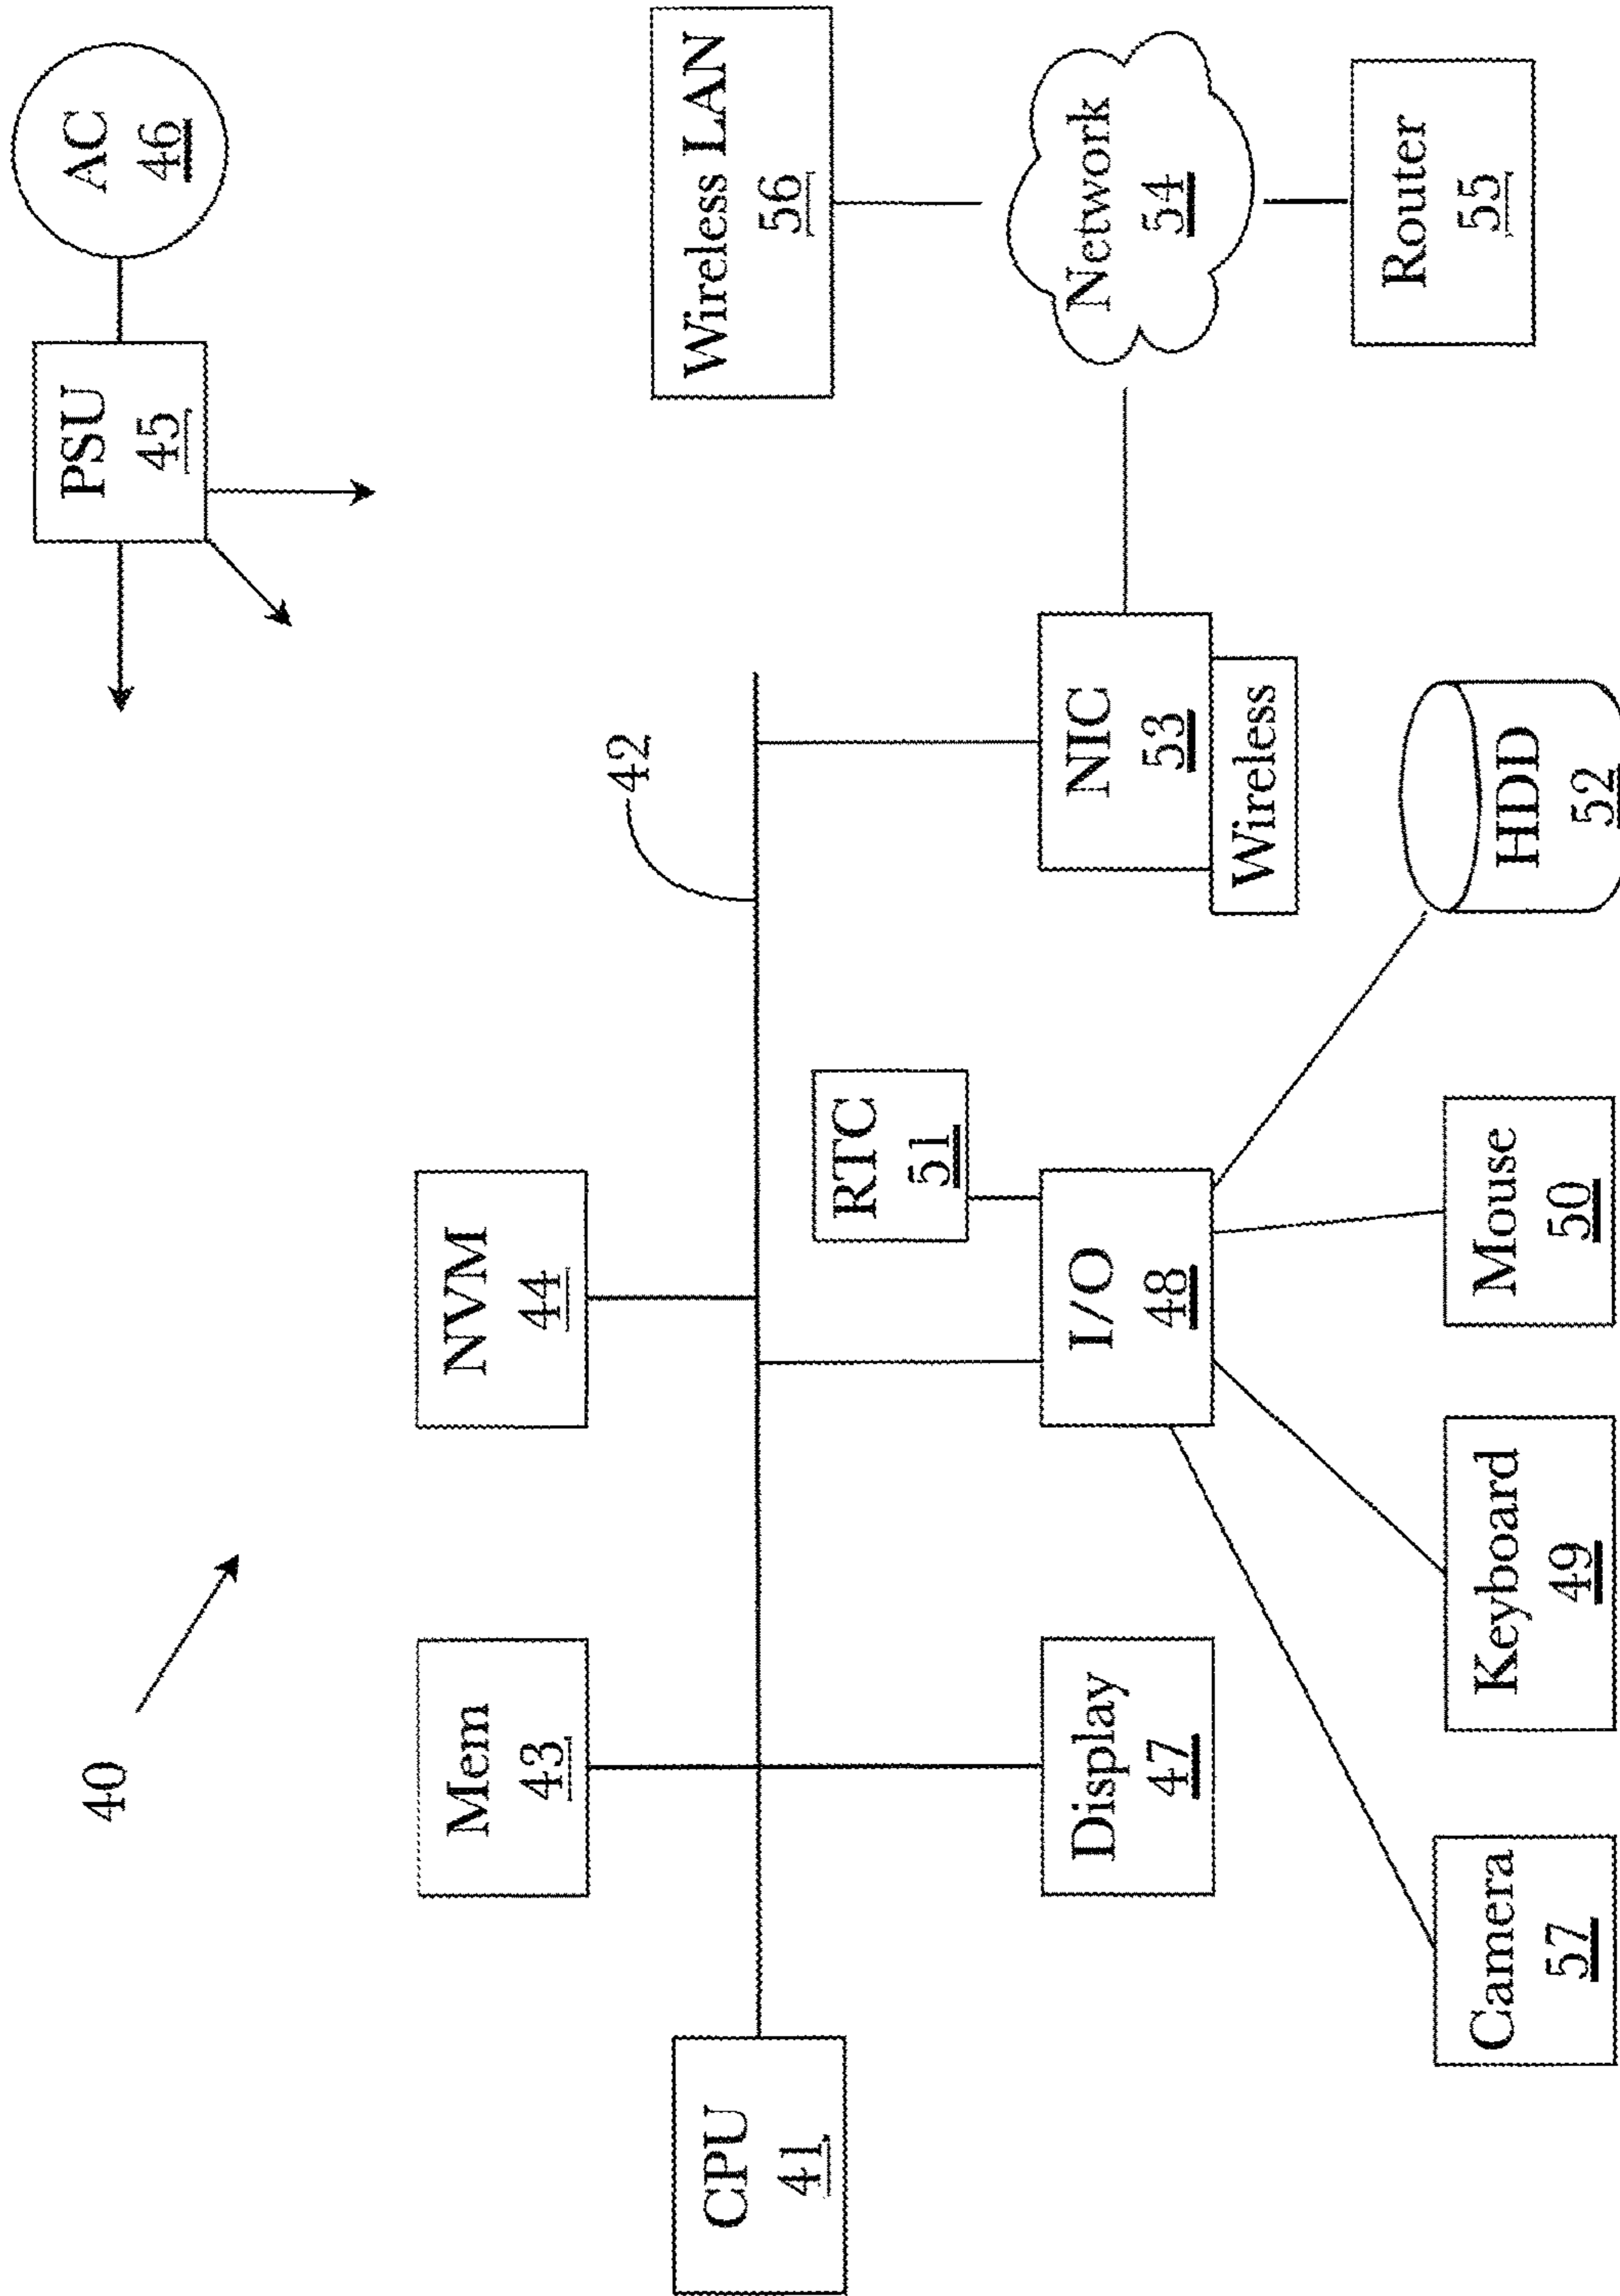 40
AC
46
PSU
45
Mem
43
NVM
44
42
Wireless LAN
56
CPU
41
RTC
51
Display
47
I/O
48
NIC
53
Wireless
Network
54
Camera
57
Keyboard
49
Mouse
50
HDD
52
Router
55